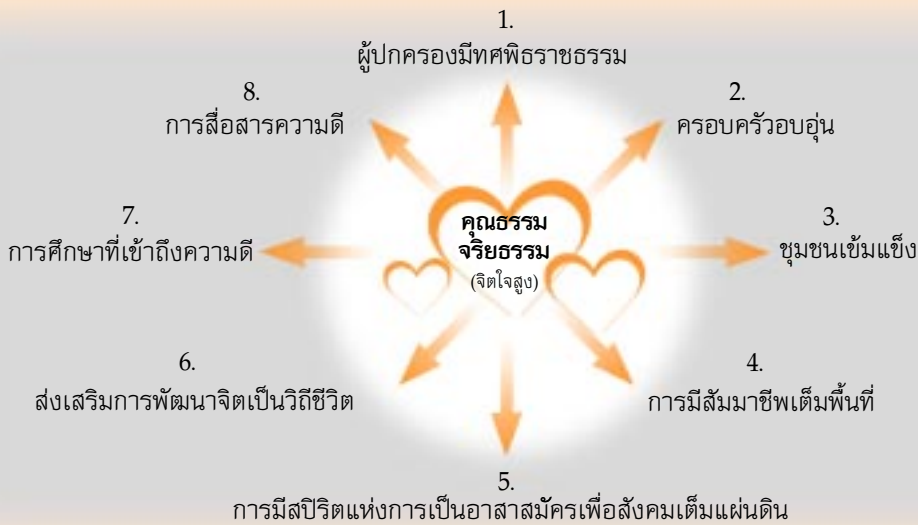 1.
ผู้ปกครองมีทศพิธราชธรรม
2.
ครอบครัวอบอุ่น
3.
ชุมชนเข้มแข็ง
4.
การมีสัมมาชีพเต็มพื้นที่
5.
การมีสปิริตแห่งการเป็นอาสาสมัครเพื่อสังคมเต็มแผ่นดิน
6.
ส่งเสริมการพัฒนาจิตเป็นวิถีชีวิต
7.
การศึกษาที่เข้าถึงความดี
8.
การสื่อสารความดี
คุณธรรม
จริยธรรม
(จิตใจสูง)